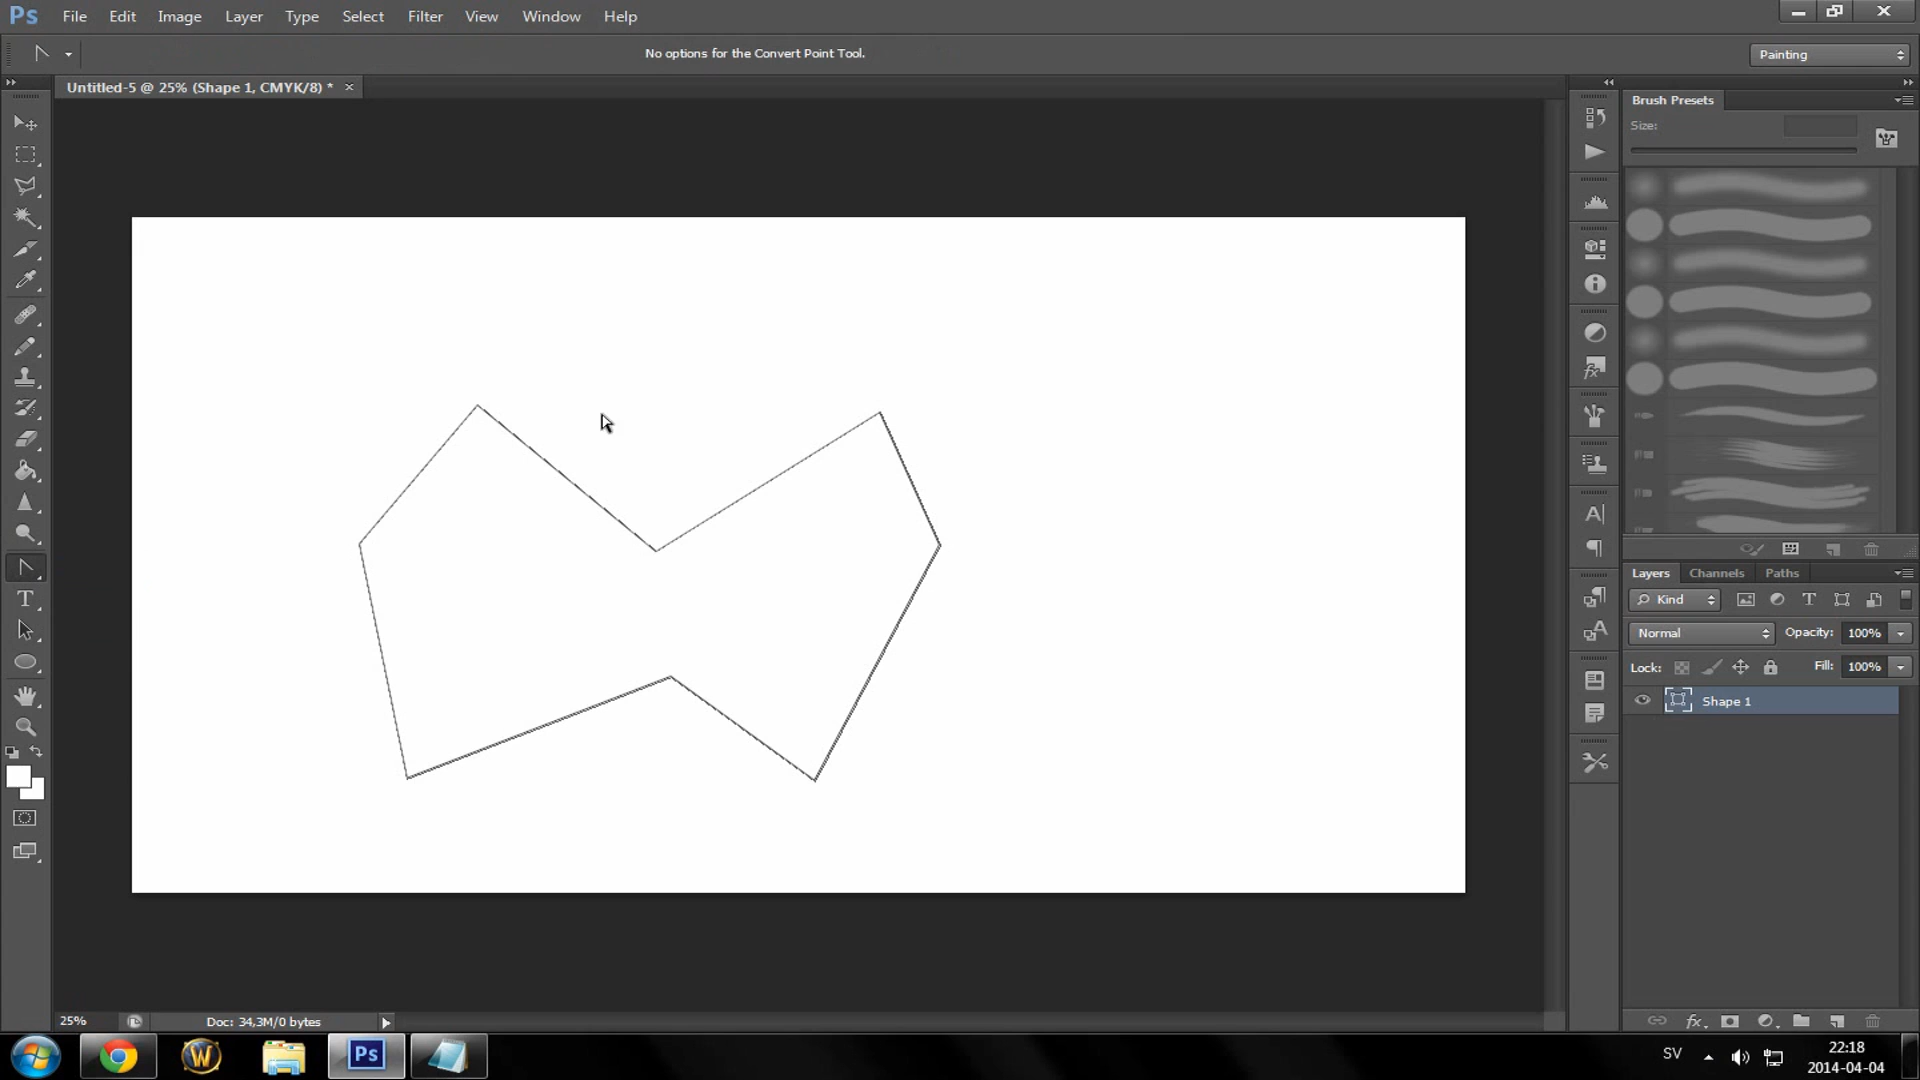 Ps File Edit Image Layer Type Select Filter View Window Help
No options for the Convert Point Tool.
Painting
Untitled-5 @ 25% (Shape 1, CMYK/8) * ×
Brush Presets
Size:
Layers Channels Paths
Kind
Normal Opacity: 100%
Lock: Fill: 100%
Shape 1
25% Doc: 34,3M/0 bytes
Ps
SV
22:18
2014-04-04